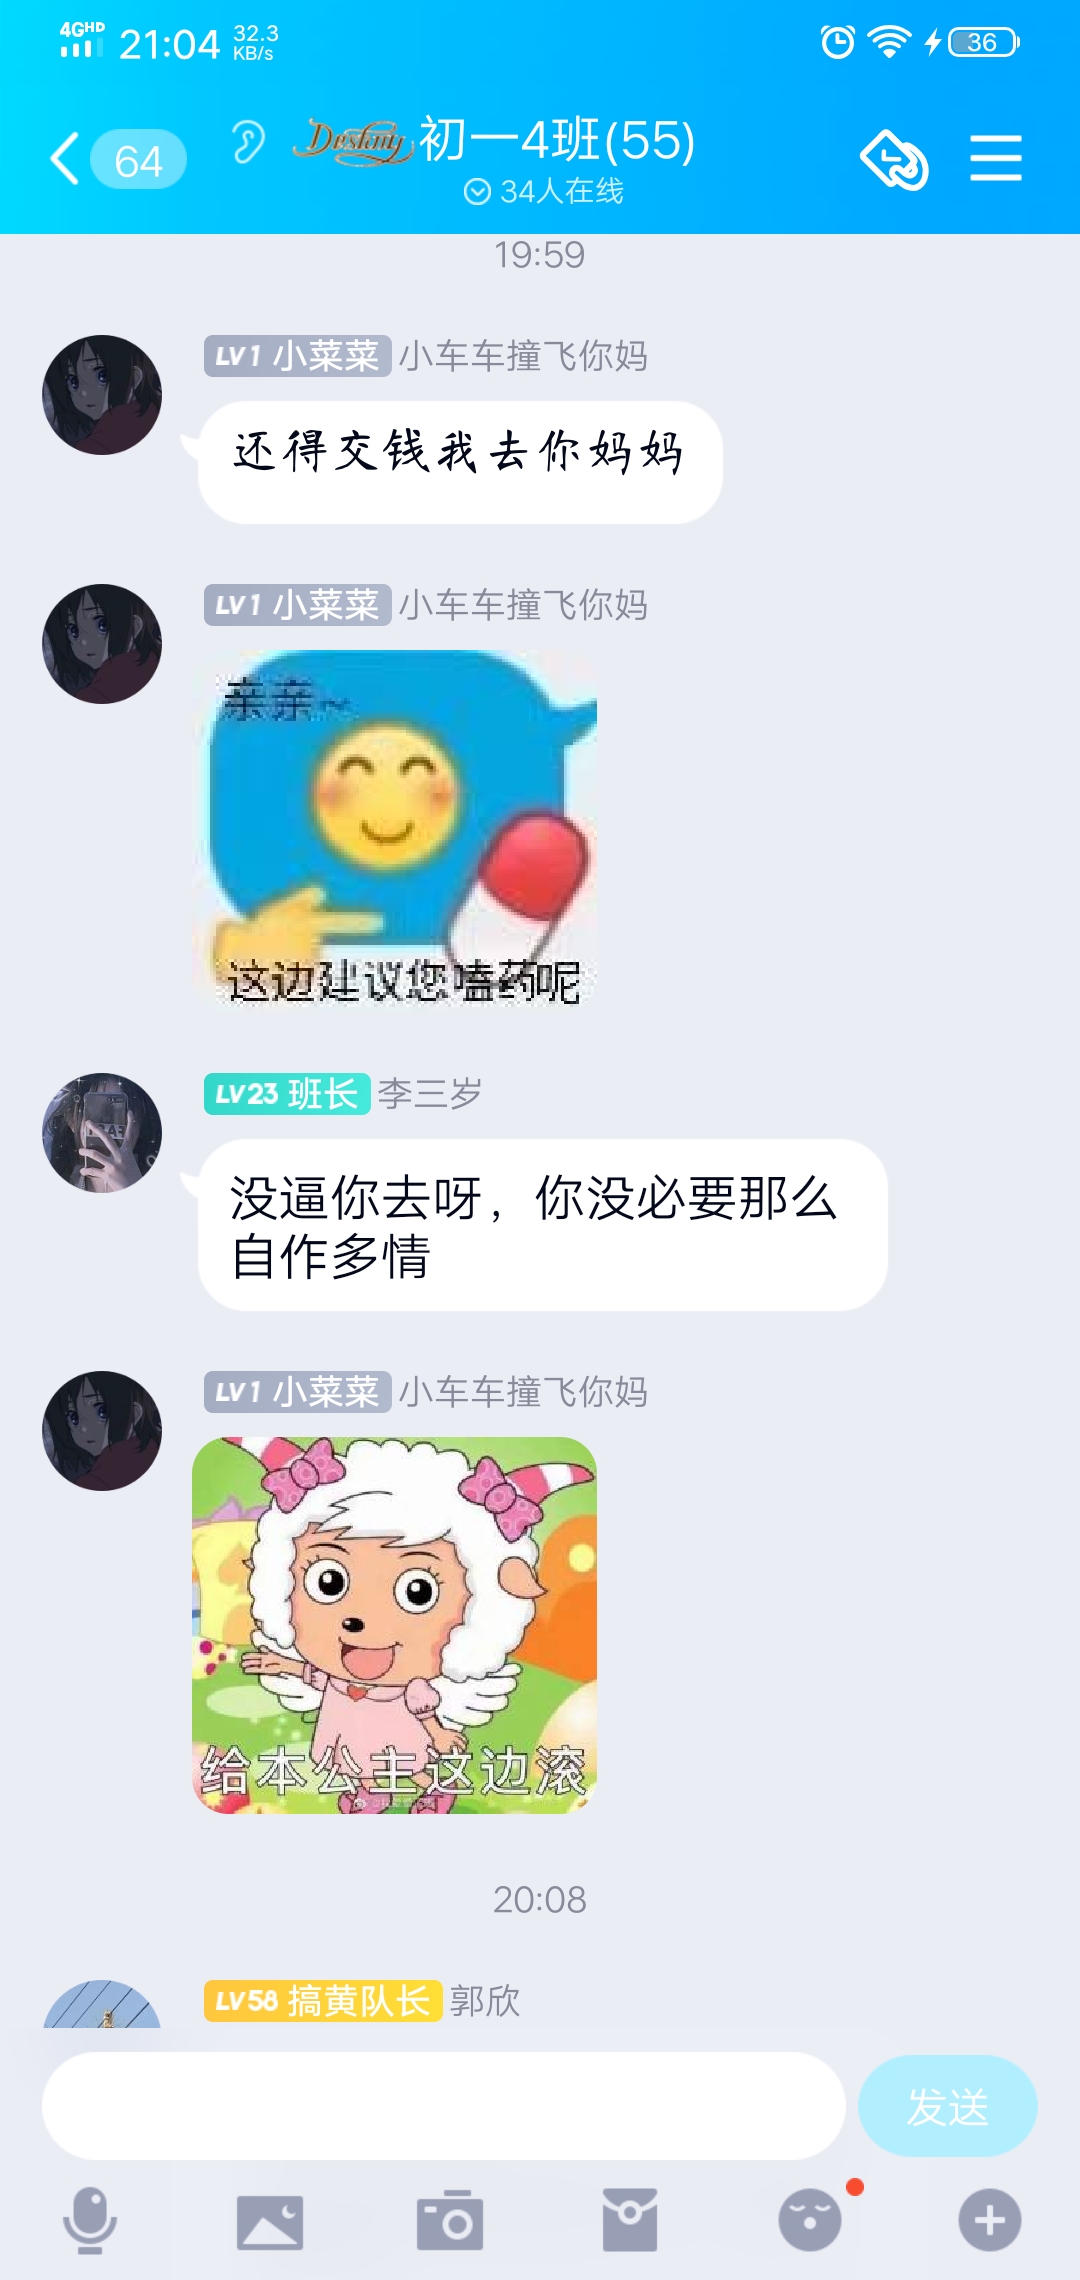 4GHD 21:04 32.3 KB/s 36
64 Destiny 初一4班(55)
34人在线
19:59
LV1 小菜菜 小车车撞飞你妈
还得交钱我去你妈妈
LV1 小菜菜 小车车撞飞你妈
亲亲~
这边建议您嗑药呢
LV23 班长 李三岁
没逼你去呀，你没必要那么
自作多情
LV1 小菜菜 小车车撞飞你妈
给本公主这边滚
20:08
LV58 搞黄队长 郭欣
发送